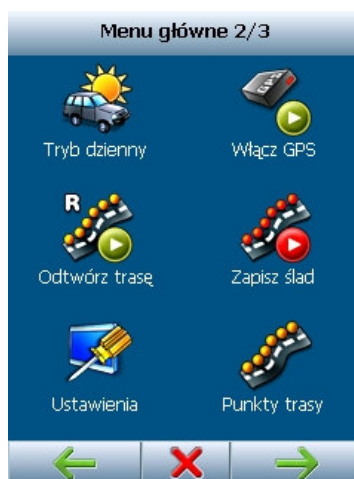 Menu główne 2/3
Tryb dzienny
Włącz GPS
R
Odtwórz trasę
Zapisz ślad
Ustawienia
Punkty trasy